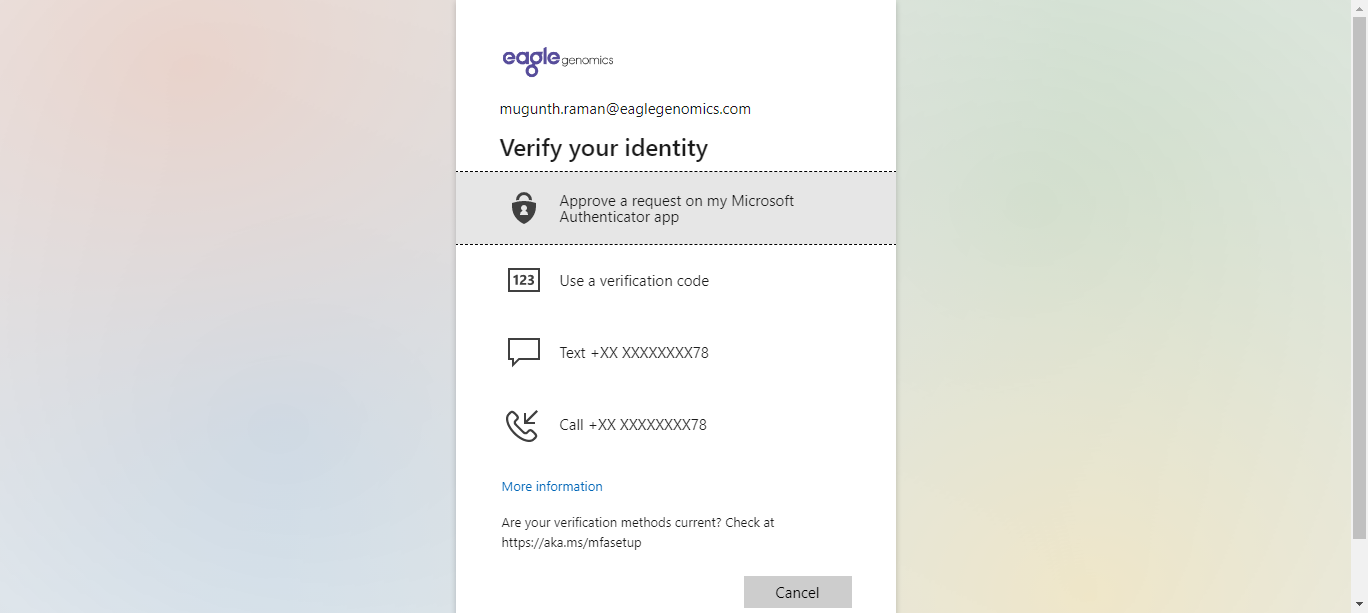 eagle genomics
mugunth.raman@eaglegenomics.com
Verify your identity
Approve a request on my Microsoft
Authenticator app
123
Use a verification code
Text +XX XXXXXXXX78
Call +XX XXXXXXXX78
More information
Are your verification methods current? Check at
https://aka.ms/mfasetup
Cancel